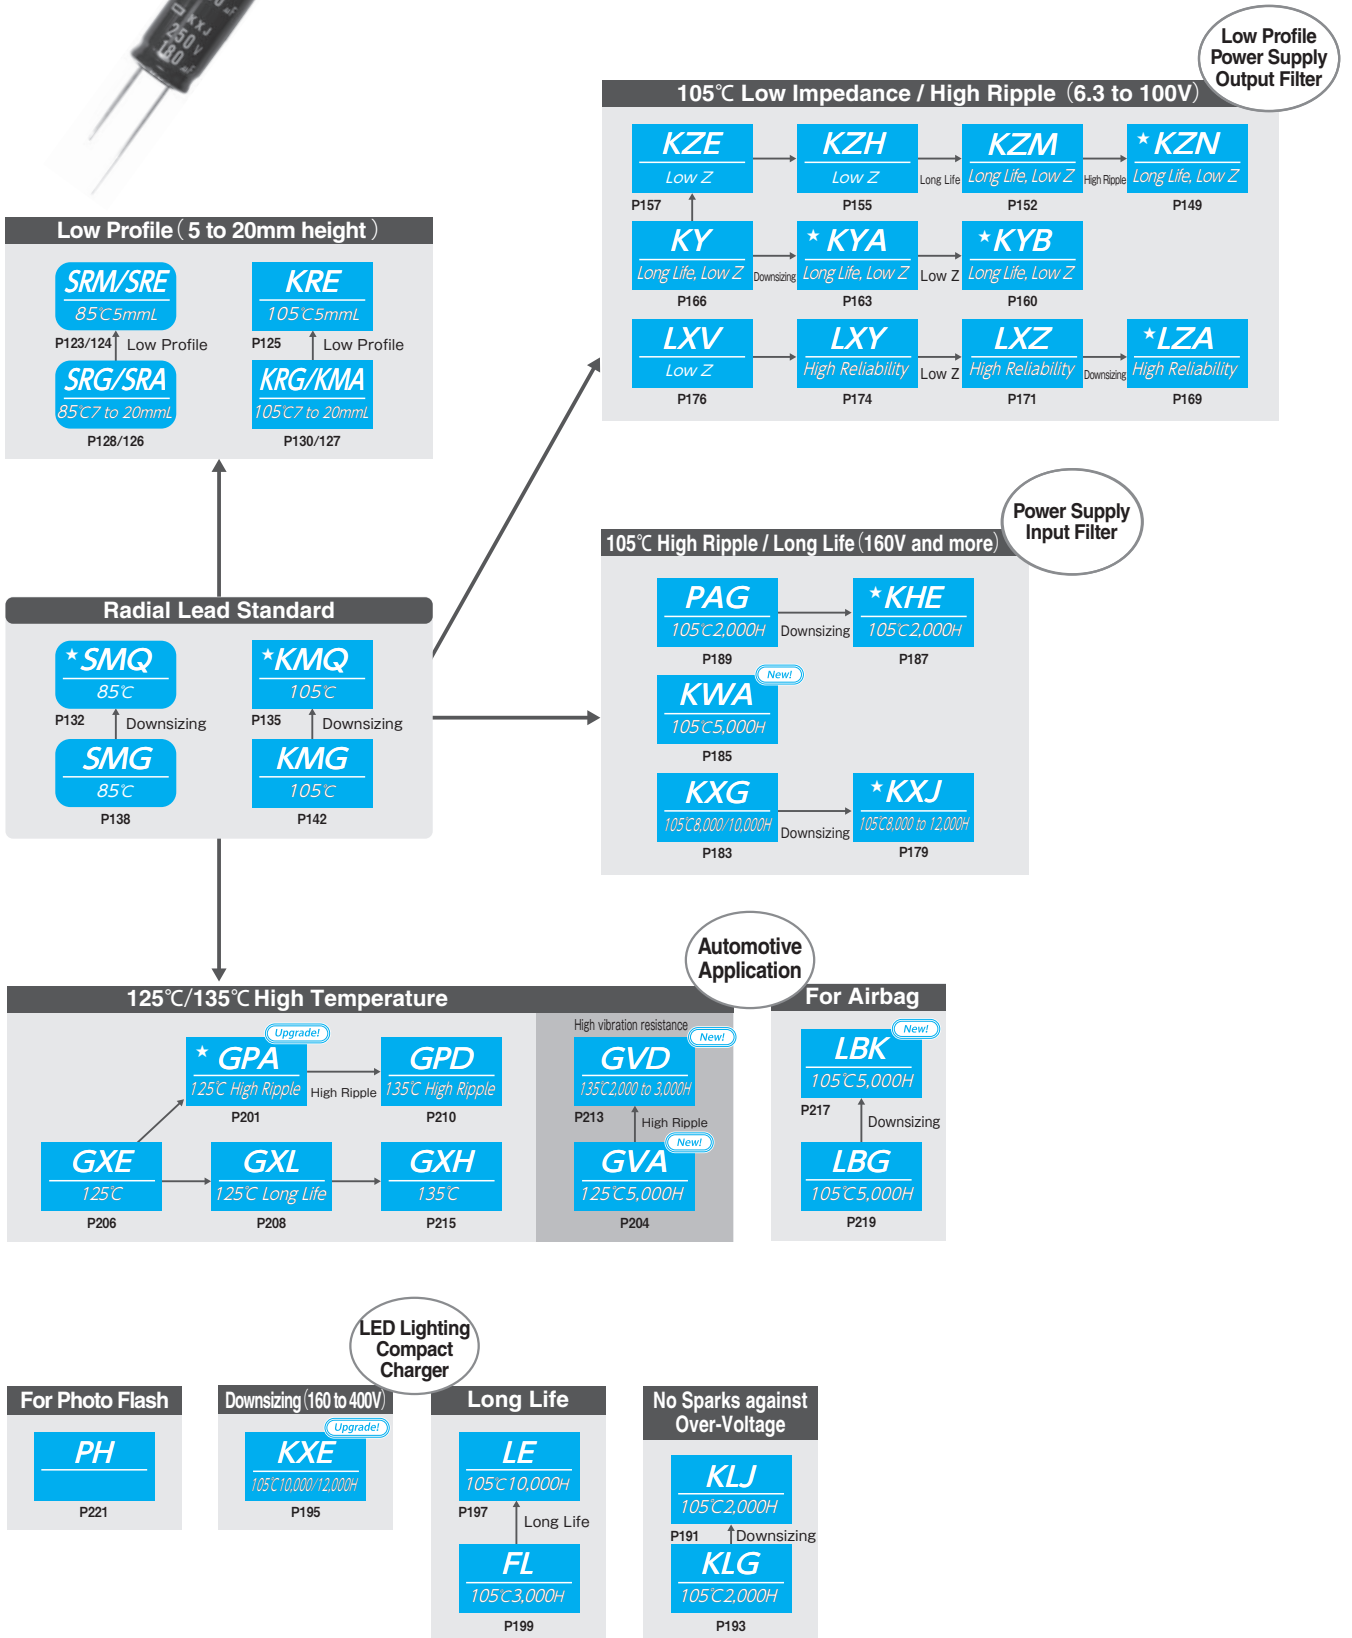 KXJ
250V
180
Low Profile
Power Supply
Output Filter
105℃ Low Impedance / High Ripple (6.3 to 100V)
KZE
Low Z
P157
KZH
Low Z
P155
Long Life
KZM
Long Life, Low Z
P152
High Ripple
★KZN
Long Life, Low Z
P149
KY
Long Life, Low Z
P166
Downsizing
★KYA
Long Life, Low Z
P163
Low Z
★KYB
Long Life, Low Z
P160
LXV
Low Z
P176
LXY
High Reliability
P174
Low Z
LXZ
High Reliability
P171
Downsizing
★LZA
High Reliability
P169
Low Profile (5 to 20mm height)
SRM/SRE
85℃5mmL
P123/124
Low Profile
SRG/SRA
85℃7 to 20mmL
P128/126
KRE
105℃5mmL
P125
Low Profile
KRG/KMA
105℃7 to 20mmL
P130/127
Power Supply
Input Filter
105℃ High Ripple / Long Life (160V and more)
PAG
105℃2,000H
P189
Downsizing
★KHE
105℃2,000H
P187
New!
KWA
105℃5,000H
P185
KXG
105℃8,000/10,000H
P183
Downsizing
★KXJ
105℃8,000 to 12,000H
P179
Radial Lead Standard
★SMQ
85℃
P132
Downsizing
SMG
85℃
P138
★KMQ
105℃
P135
Downsizing
KMG
105℃
P142
Automotive
Application
125℃/135℃ High Temperature
Upgrade!
★GPA
125℃ High Ripple
P201
High Ripple
GPD
135℃ High Ripple
P210
GXE
125℃
P206
GXL
125℃ Long Life
P208
GXH
135℃
P215
High vibration resistance
New!
GVD
135℃2,000 to 3,000H
P213
High Ripple
New!
GVA
125℃5,000H
P204
For Airbag
New!
LBK
105℃5,000H
P217
Downsizing
LBG
105℃5,000H
P219
LED Lighting
Compact
Charger
For Photo Flash
PH
P221
Downsizing (160 to 400V)
Upgrade!
KXE
105℃10,000/12,000H
P195
Long Life
LE
105℃10,000H
P197
Long Life
FL
105℃3,000H
P199
No Sparks against
Over-Voltage
KLJ
105℃2,000H
P191
Downsizing
KLG
105℃2,000H
P193